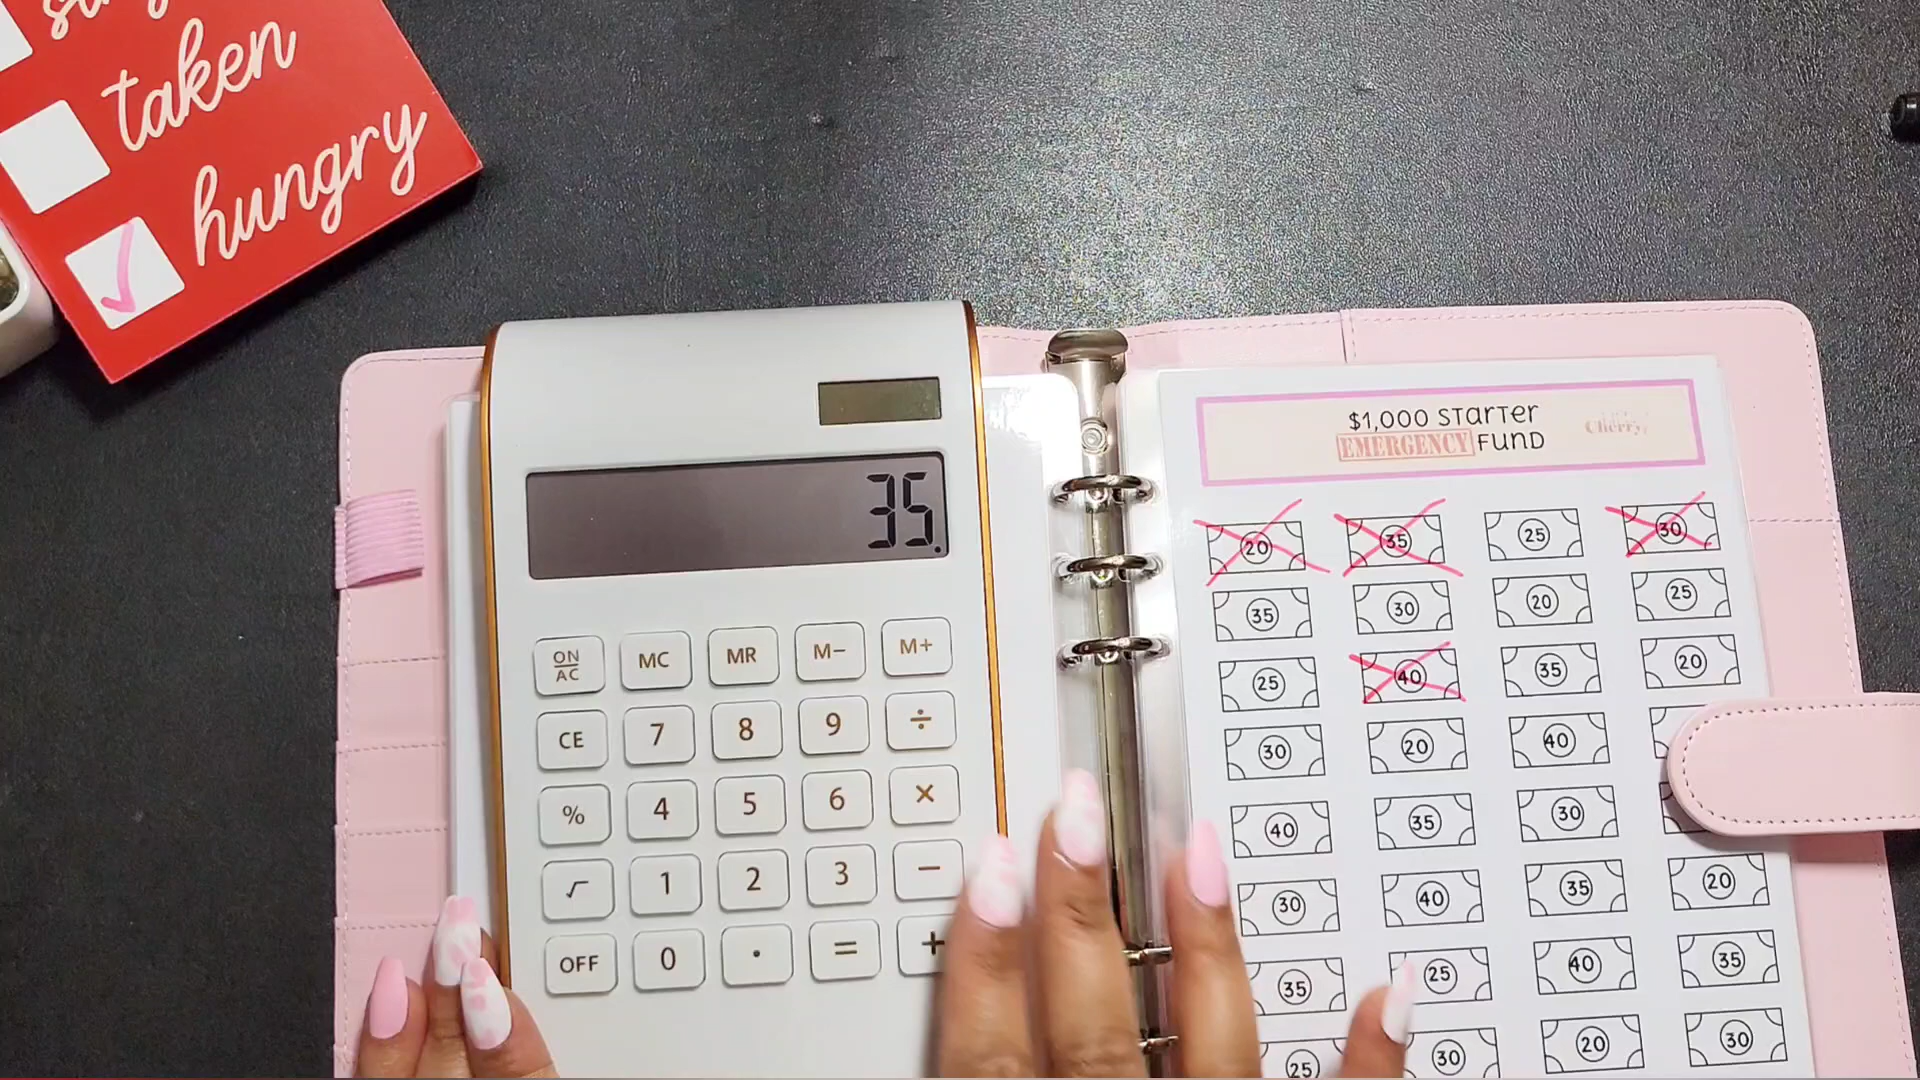 taken
hungry
35.
ON
AC
MC
MR
M-
M+
CE
7
8
9
÷
%
4
5
6
×
√
1
2
3
-
OFF
0
.
=
+
$1,000 STARTER
EMERGENCY FUND
Cherry
20 35 25 30
35 30 20 25
25 40 35 20
30 20 40
40 35 30
30 40 35 20
35 25 40 35
25 30 20 30